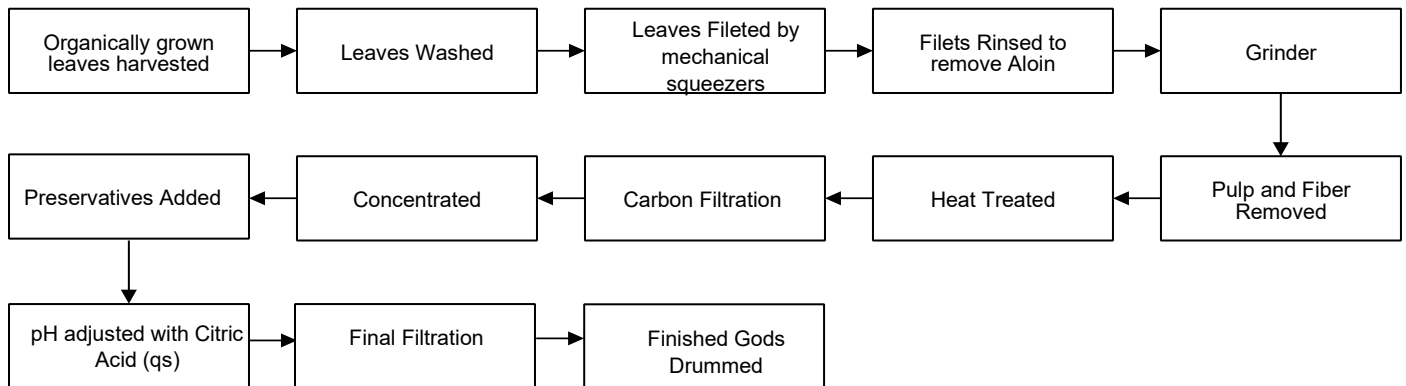 Organically grown
leaves harvested
Leaves Washed
Leaves Fileted by
mechanical
squeezers
Filets Rinsed to
remove Aloin
Grinder
Preservatives Added
Concentrated
Carbon Filtration
Heat Treated
Pulp and Fiber
Removed
pH adjusted with Citric
Acid (qs)
Final Filtration
Finished Gods
Drummed